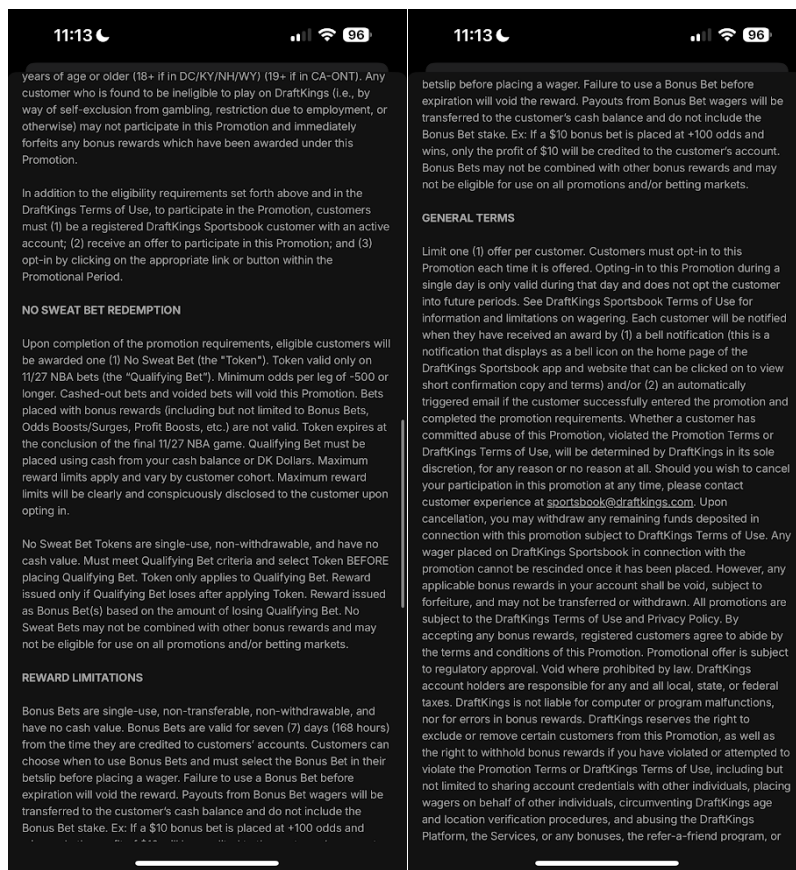 11:13
96
years of age or older (18+ if in DC/KY/NH/WY) (19+ if in CA-ONT). Any
customer who is found to be ineligible to play on DraftKings (i.e., by
way of self-exclusion from gambling, restriction due to employment, or
otherwise) may not participate in this Promotion and immediately
forfeits any bonus rewards which have been awarded under this
Promotion.
In addition to the eligibility requirements set forth above and in the
DraftKings Terms of Use, to participate in the Promotion, customers
must (1) be a registered DraftKings Sportsbook customer with an active
account; (2) receive an offer to participate in this Promotion; and (3)
opt-in by clicking on the appropriate link or button within the
Promotional Period.
NO SWEAT BET REDEMPTION
Upon completion of the promotion requirements, eligible customers will
be awarded one (1) No Sweat Bet (the "Token"). Token valid only on
11/27 NBA bets (the “Qualifying Bet”). Minimum odds per leg of -500 or
longer. Cashed-out bets and voided bets will void this Promotion. Bets
placed with bonus rewards (including but not limited to Bonus Bets,
Odds Boosts/Surges, Profit Boosts, etc.) are not valid. Token expires at
the conclusion of the final 11/27 NBA game. Qualifying Bet must be
placed using cash from your cash balance or DK Dollars. Maximum
reward limits apply and vary by customer cohort. Maximum reward
limits will be clearly and conspicuously disclosed to the customer upon
opting in.
No Sweat Bet Tokens are single-use, non-withdrawable, and have no
cash value. Must meet Qualifying Bet criteria and select Token BEFORE
placing Qualifying Bet. Token only applies to Qualifying Bet. Reward
issued only if Qualifying Bet loses after applying Token. Reward issued
as Bonus Bet(s) based on the amount of losing Qualifying Bet. No
Sweat Bets may not be combined with other bonus rewards and may
not be eligible for use on all promotions and/or betting markets.
REWARD LIMITATIONS
Bonus Bets are single-use, non-transferable, non-withdrawable, and
have no cash value. Bonus Bets are valid for seven (7) days (168 hours)
from the time they are credited to customers’ accounts. Customers can
choose when to use Bonus Bets and must select the Bonus Bet in their
betslip before placing a wager. Failure to use a Bonus Bet before
expiration will void the reward. Payouts from Bonus Bet wagers will be
transferred to the customer’s cash balance and do not include the
Bonus Bet stake. Ex: If a $10 bonus bet is placed at +100 odds and
11:13
96
betslip before placing a wager. Failure to use a Bonus Bet before
expiration will void the reward. Payouts from Bonus Bet wagers will be
transferred to the customer’s cash balance and do not include the
Bonus Bet stake. Ex: If a $10 bonus bet is placed at +100 odds and
wins, only the profit of $10 will be credited to the customer’s account.
Bonus Bets may not be combined with other bonus rewards and may
not be eligible for use on all promotions and/or betting markets.
GENERAL TERMS
Limit one (1) offer per customer. Customers must opt-in to this
Promotion each time it is offered. Opting-in to this Promotion during a
single day is only valid during that day and does not opt the customer
into future periods. See DraftKings Sportsbook Terms of Use for
information and limitations on wagering. Each customer will be notified
when they have received an award by (1) a bell notification (this is a
notification that displays as a bell icon on the home page of the
DraftKings Sportsbook app and website that can be clicked on to view
short confirmation copy and terms) and/or (2) an automatically
triggered email if the customer successfully entered the promotion and
completed the promotion requirements. Whether a customer has
committed abuse of this Promotion, violated the Promotion Terms or
DraftKings Terms of Use, will be determined by DraftKings in its sole
discretion, for any reason or no reason at all. Should you wish to cancel
your participation in this promotion at any time, please contact
customer experience at sportsbook@draftkings.com. Upon
cancellation, you may withdraw any remaining funds deposited in
connection with this promotion subject to DraftKings Terms of Use. Any
wager placed on DraftKings Sportsbook in connection with the
promotion cannot be rescinded once it has been placed. However, any
applicable bonus rewards in your account shall be void, subject to
forfeiture, and may not be transferred or withdrawn. All promotions are
subject to the DraftKings Terms of Use and Privacy Policy. By
accepting any bonus rewards, registered customers agree to abide by
the terms and conditions of this Promotion. Promotional offer is subject
to regulatory approval. Void where prohibited by law. DraftKings
account holders are responsible for any and all local, state, or federal
taxes. DraftKings is not liable for computer or program malfunctions,
nor for errors in bonus rewards. DraftKings reserves the right to
exclude or remove certain customers from this Promotion, as well as
the right to withhold bonus rewards if you have violated or attempted to
violate the Promotion Terms or DraftKings Terms of Use, including but
not limited to sharing account credentials with other individuals, placing
wagers on behalf of other individuals, circumventing DraftKings age
and location verification procedures, and abusing the DraftKings
Platform, the Services, or any bonuses, the refer-a-friend program, or